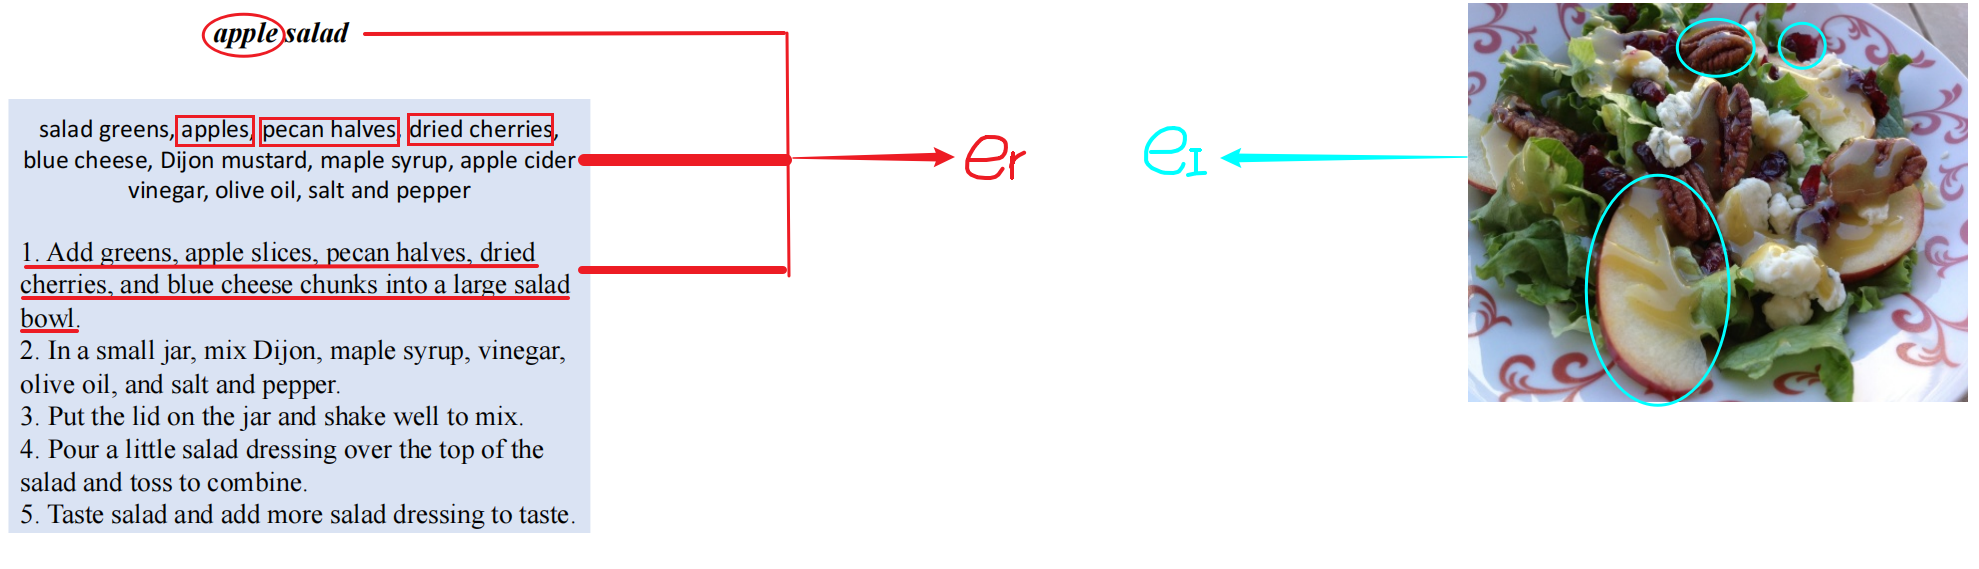 apple salad
salad greens, apples, pecan halves, dried cherries,
blue cheese, Dijon mustard, maple syrup, apple cider
vinegar, olive oil, salt and pepper
1. Add greens, apple slices, pecan halves, dried
cherries, and blue cheese chunks into a large salad
bowl.
2. In a small jar, mix Dijon, maple syrup, vinegar,
olive oil, and salt and pepper.
3. Put the lid on the jar and shake well to mix.
4. Pour a little salad dressing over the top of the
salad and toss to combine.
5. Taste salad and add more salad dressing to taste.
er
eI